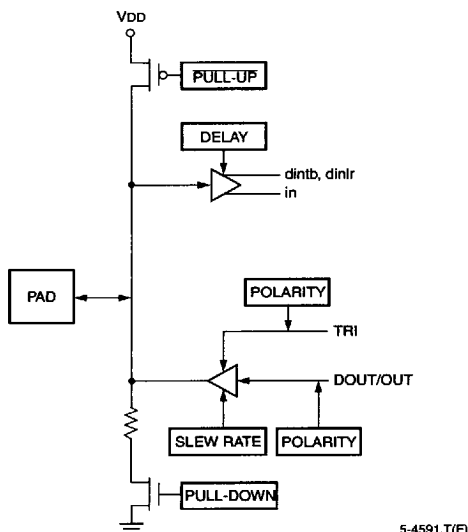 VDD
PULL-UP
DELAY
dintb, dinlr
in
PAD
POLARITY
TRI
DOUT/OUT
SLEW RATE
POLARITY
PULL-DOWN
5-4591.T(F)